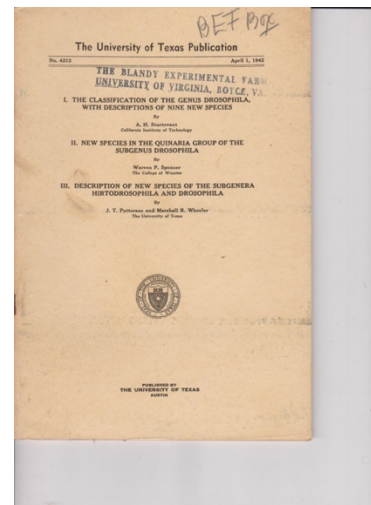 BEF Box
The University of Texas Publication
No. 4213 April 1, 1942
THE BLANDY EXPERIMENTAL FARM
UNIVERSITY OF VIRGINIA, BOYCE, VA.
I. THE CLASSIFICATION OF THE GENUS DROSOPHILA,
WITH DESCRIPTIONS OF NINE NEW SPECIES
By
A. H. Sturtevant
California Institute of Technology
II. NEW SPECIES IN THE QUINARIA GROUP OF THE
SUBGENUS DROSOPHILA
By
Warren P. Spencer
The College of Wooster
III. DESCRIPTION OF NEW SPECIES OF THE SUBGENERA
HIRTODROSOPHILA AND DROSOPHILA
By
J. T. Patterson and Marshall R. Wheeler
The University of Texas
PUBLISHED BY
THE UNIVERSITY OF TEXAS
AUSTIN